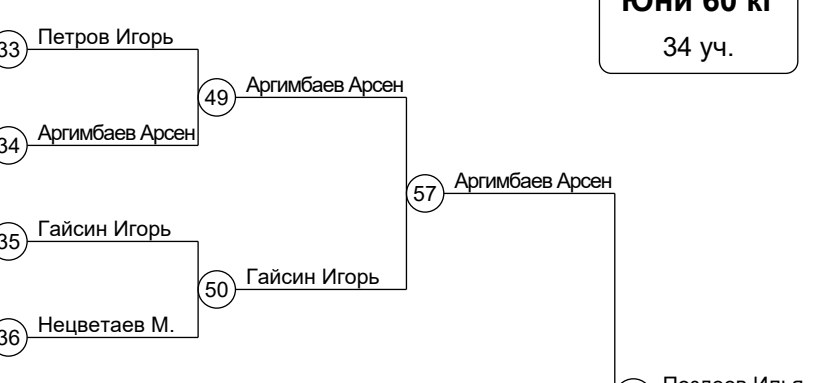 Юни 60 кг
34 уч.
33 Петров Игорь
49 Аргимбаев Арсен
34 Аргимбаев Арсен
57 Аргимбаев Арсен
35 Гайсин Игорь
50 Гайсин Игорь
36 Нецветаев М.